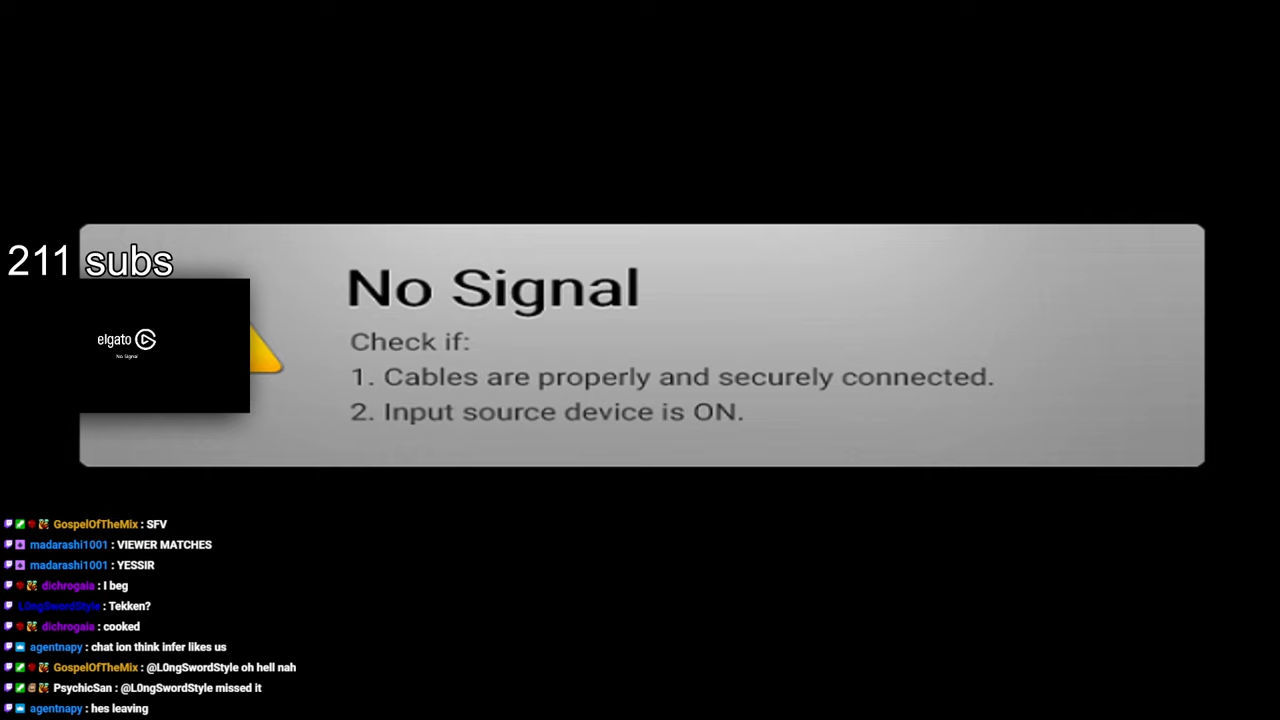 211 subs
No Signal
Check if:
1. Cables are properly and securely connected.
2. Input source device is ON.
elgato
No Signal
GospelOfTheMix : SFV
madarashi1001 : VIEWER MATCHES
madarashi1001 : YESSIR
dichrogaia : I beg
L0ngSwordStyle : Tekken?
dichrogaia : cooked
agentnapy : chat ion think infer likes us
GospelOfTheMix : @L0ngSwordStyle oh hell nah
PsychicSan : @L0ngSwordStyle missed it
agentnapy : hes leaving